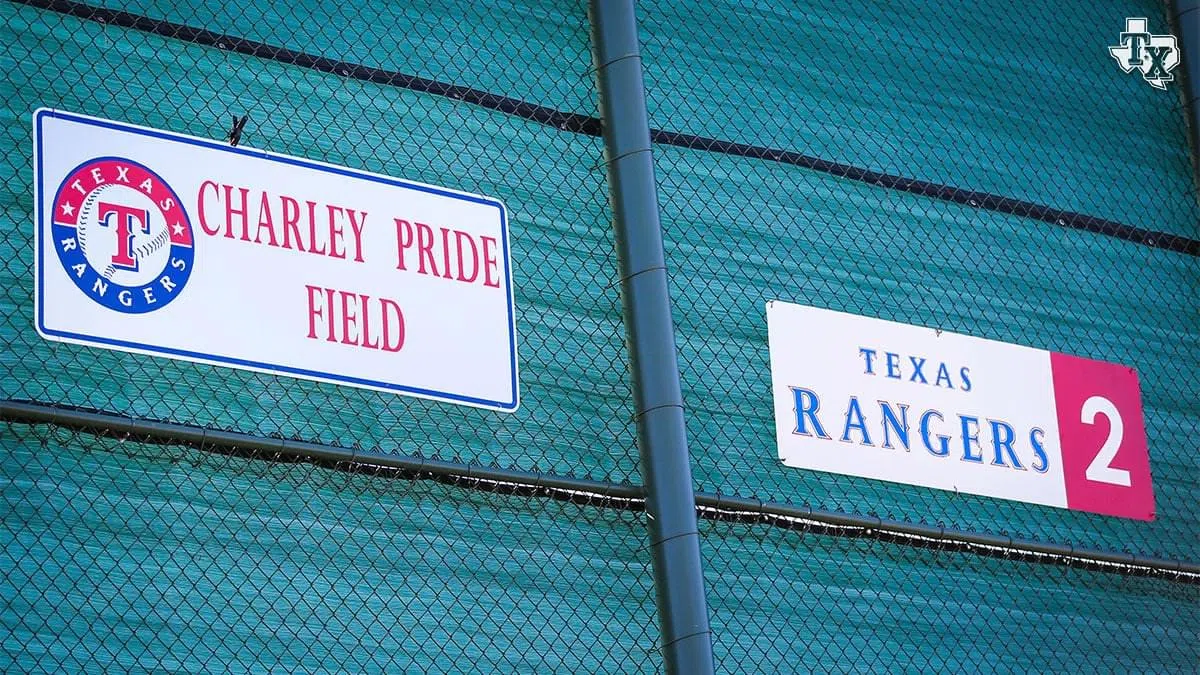 TEXAS
T
RANGERS
CHARLEY PRIDE
FIELD
TEXAS
RANGERS
2
TX